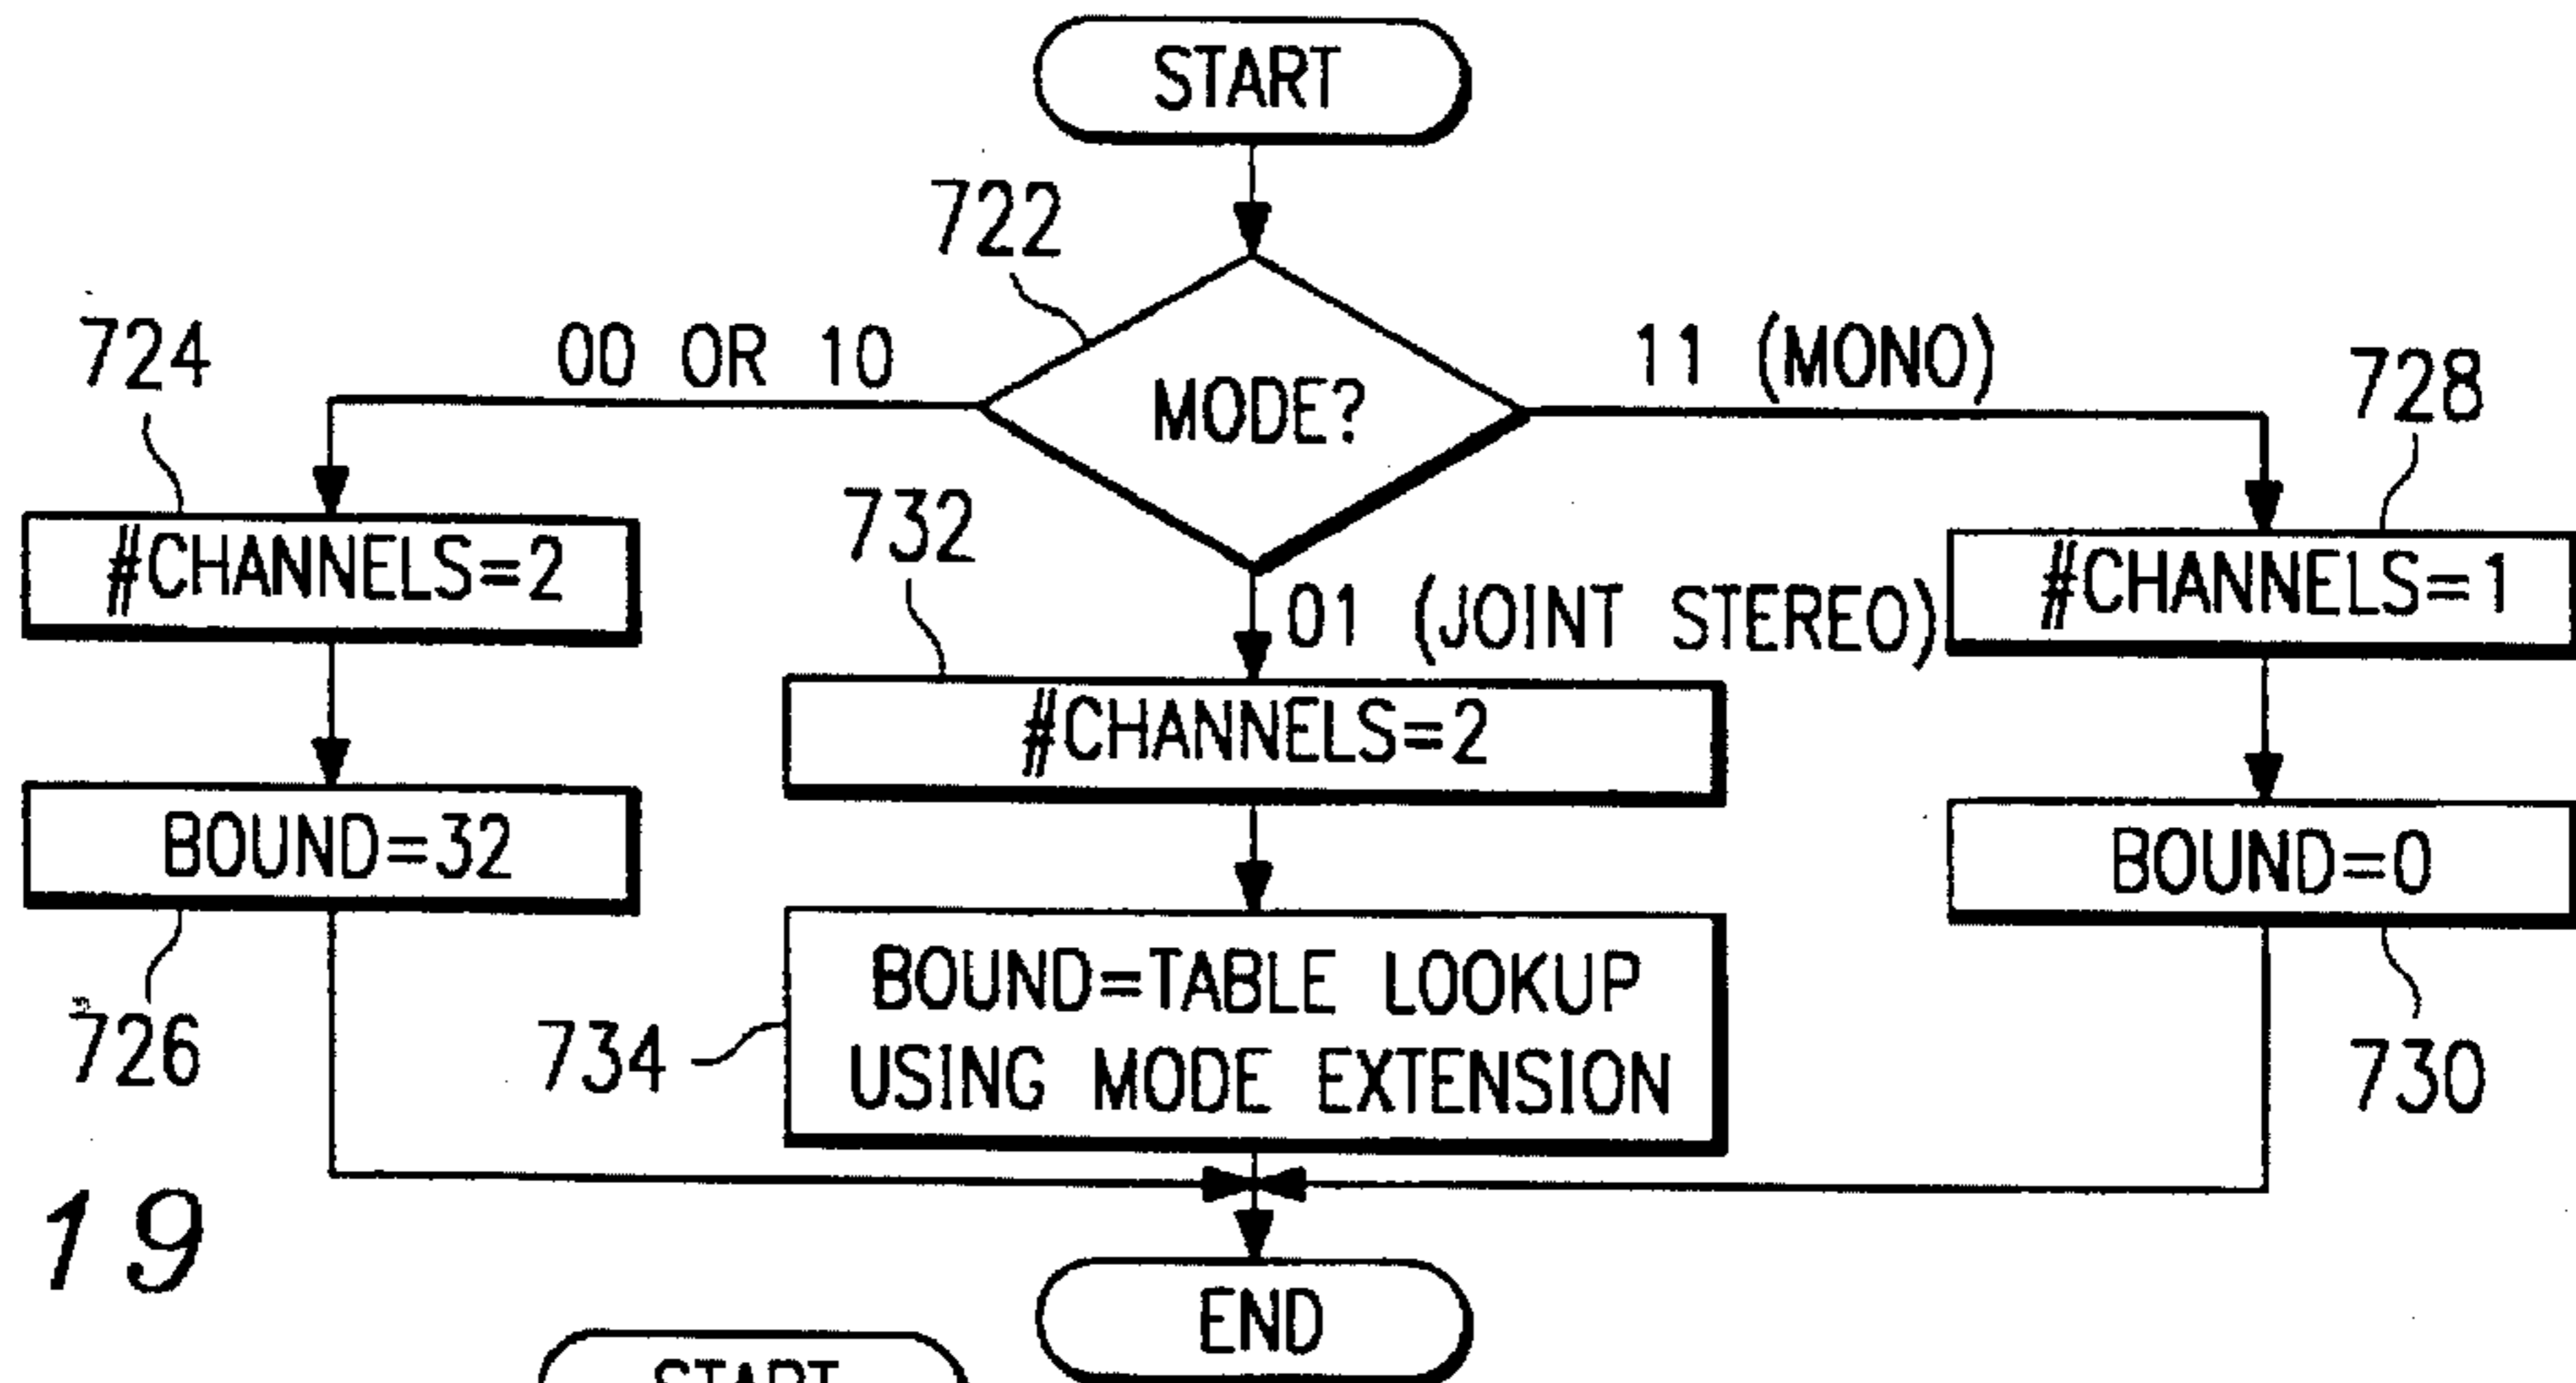 START
722
724
00 OR 10
MODE?
11 (MONO)
728
#CHANNELS=2
732
01 (JOINT STEREO)
#CHANNELS=1
#CHANNELS=2
BOUND=32
BOUND=0
726
734
BOUND=TABLE LOOKUP
USING MODE EXTENSION
730
19
END
START